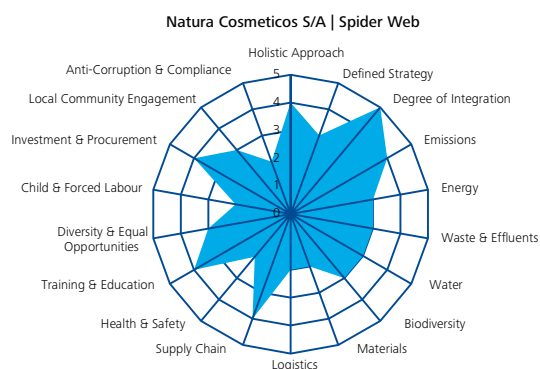 Natura Cosmeticos S/A | Spider Web
Holistic Approach
Anti-Corruption & Compliance
Defined Strategy
Local Community Engagement
Degree of Integration
Investment & Procurement
Emissions
Child & Forced Labour
Energy
Diversity & Equal
Opportunities
Waste & Effluents
Training & Education
Water
Health & Safety
Biodiversity
Supply Chain
Materials
Logistics
5
4
3
2
1
0